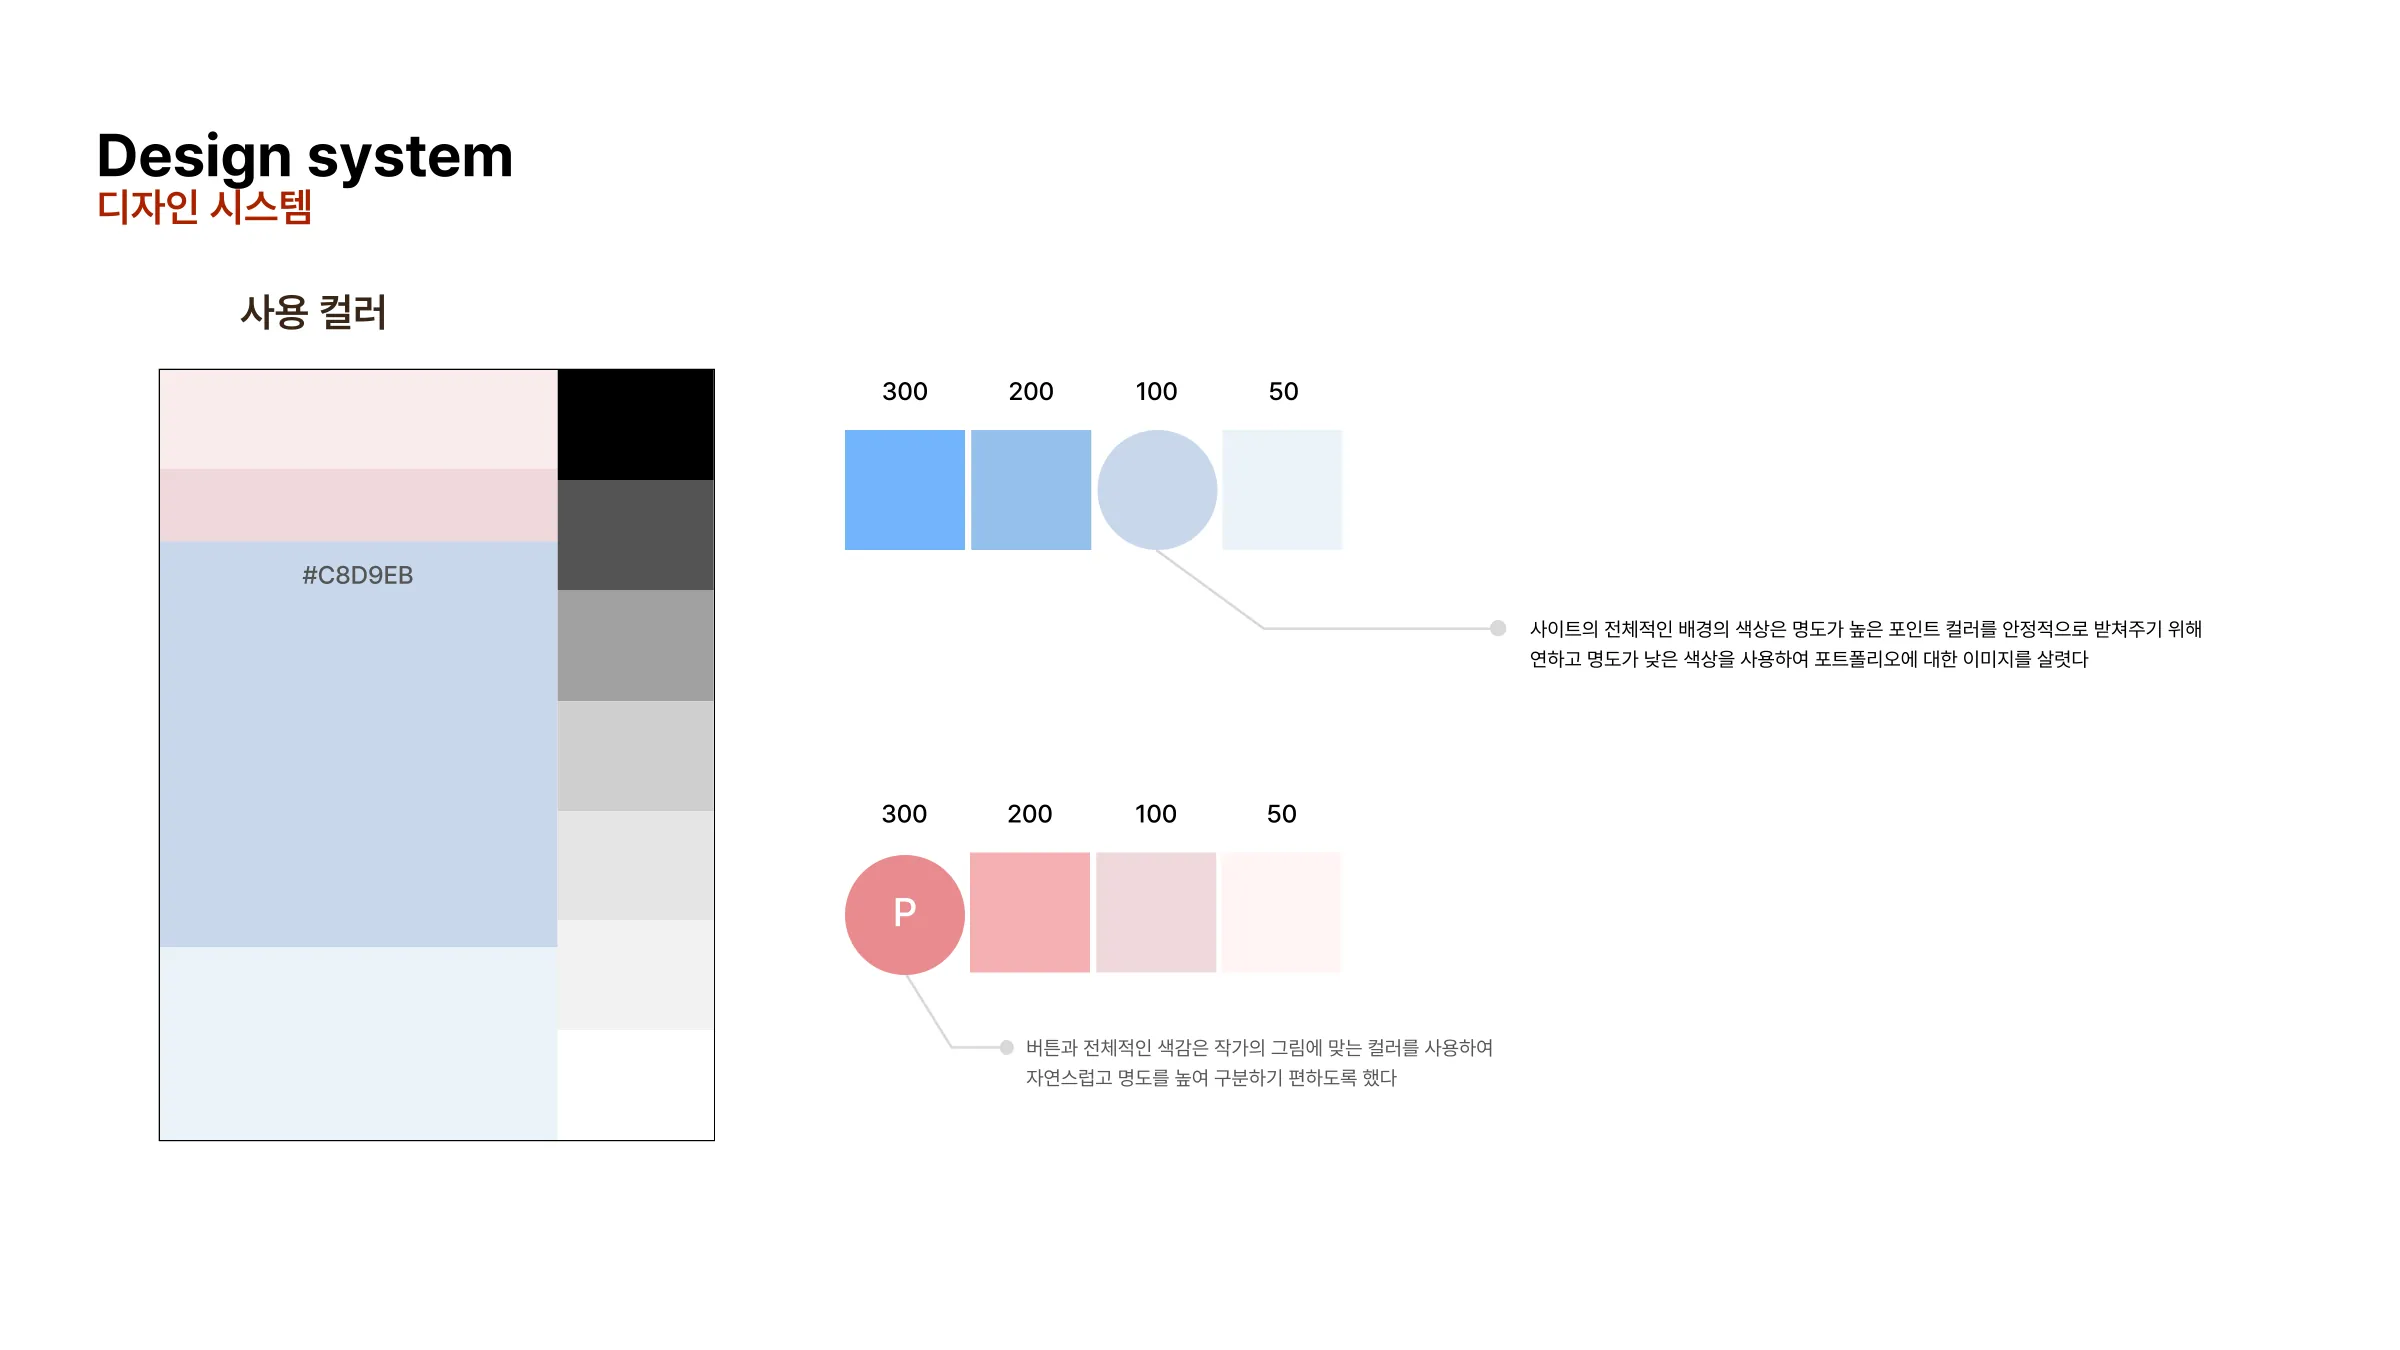 Design system
디자인 시스템
사용 컬러
#C8D9EB
300 200 100 50
사이트의 전체적인 배경의 색상은 명도가 높은 포인트 컬러를 안정적으로 받쳐주기 위해
연하고 명도가 낮은 색상을 사용하여 포트폴리오에 대한 이미지를 살렷다
300 200 100 50
P
버튼과 전체적인 색감은 작가의 그림에 맞는 컬러를 사용하여
자연스럽고 명도를 높여 구분하기 편하도록 했다